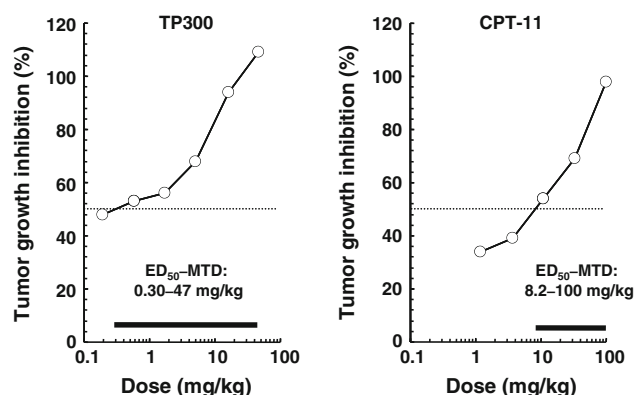 TP300
Tumor growth inhibition (%)
120
100
80
60
40
20
0
ED50–MTD:
0.30–47 mg/kg
0.1 1 10 100
Dose (mg/kg)
CPT-11
Tumor growth inhibition (%)
120
100
80
60
40
20
0
ED50–MTD:
8.2–100 mg/kg
0.1 1 10 100
Dose (mg/kg)